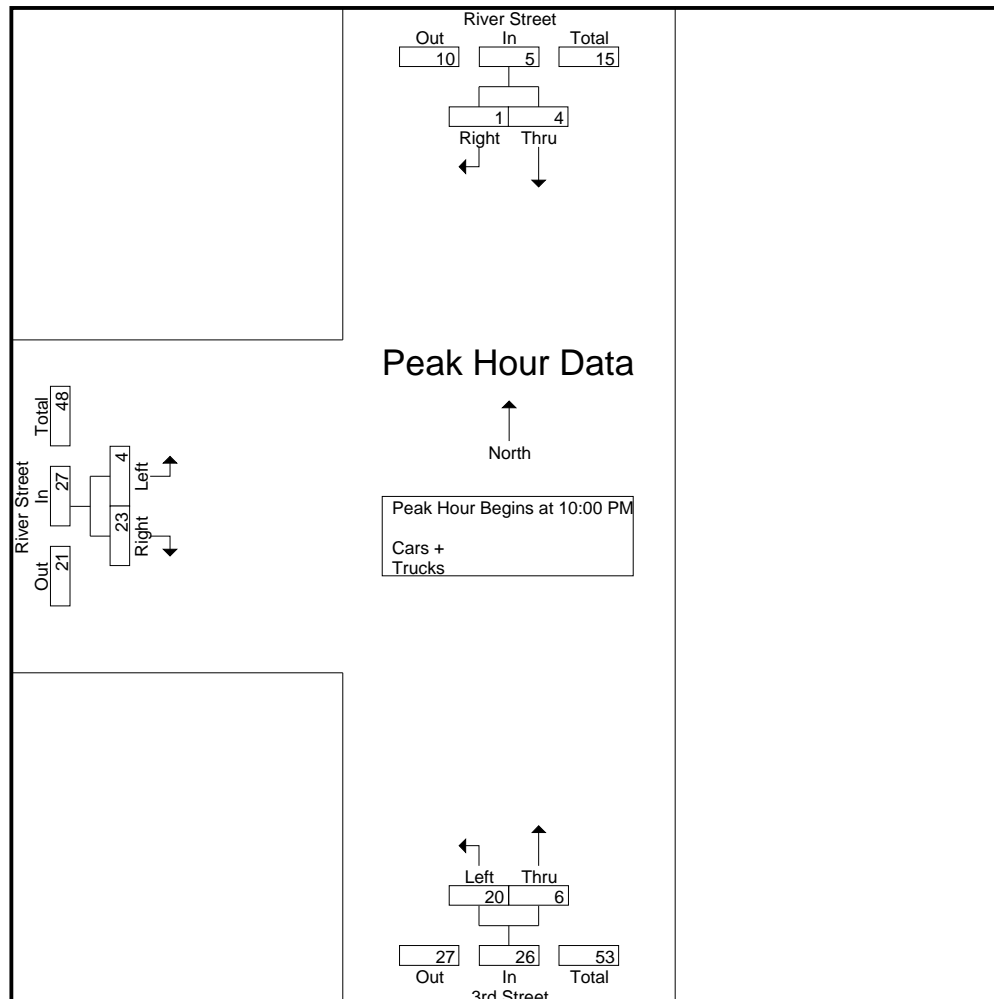 River Street
Out In Total
10 5 15
1 4
Right Thru
Peak Hour Data
North
Peak Hour Begins at 10:00 PM
Cars +
Trucks
River Street
Out In Total
21 27 48
Right Left
23 4
Left Thru
20 6
27 26 53
Out In Total
3rd Street